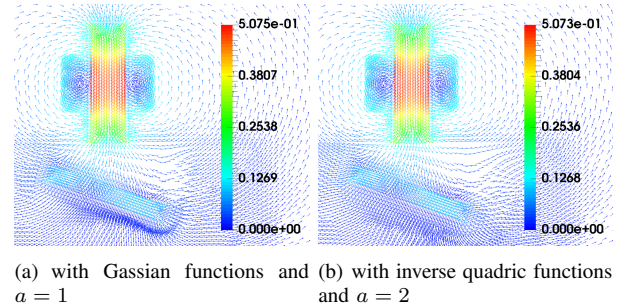 5.075e-01
0.3807
0.2538
0.1269
0.000e+00
5.073e-01
0.3804
0.2536
0.1268
0.000e+00
(a) with Gassian functions and
a = 1
(b) with inverse quadric functions
and a = 2